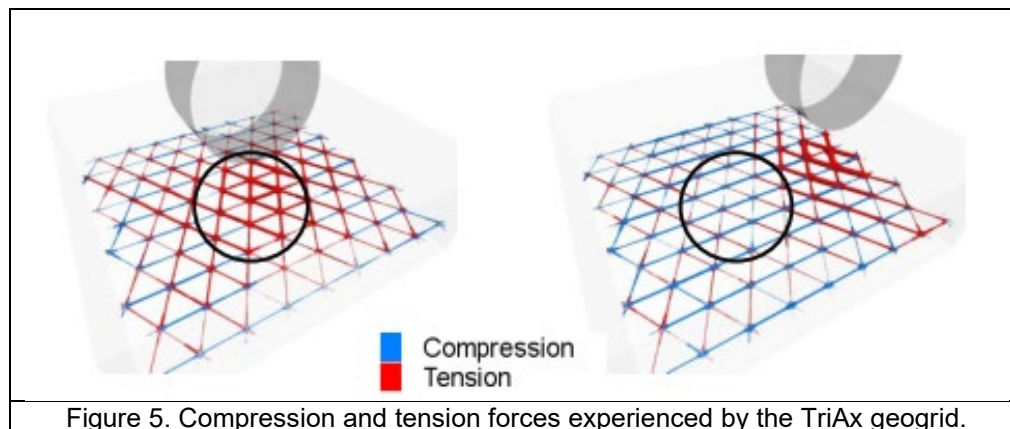 Compression
Tension
Figure 5. Compression and tension forces experienced by the TriAx geogrid.